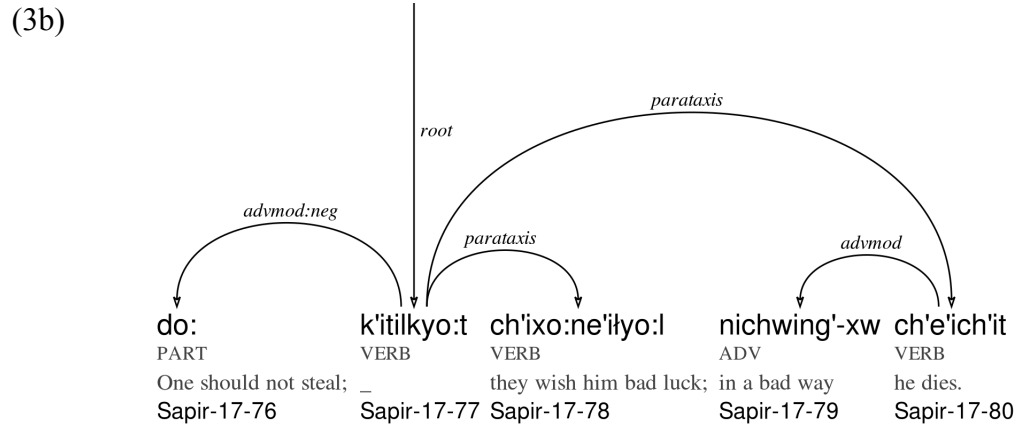 (3b)
parataxis
root
advmod:neg
parataxis
advmod
do: k'itilkyo:t ch'ixo:ne'iłyo:l nichwing'-xw ch'e'ich'it
PART VERB VERB ADV VERB
One should not steal; _ they wish him bad luck; in a bad way he dies.
Sapir-17-76 Sapir-17-77 Sapir-17-78 Sapir-17-79 Sapir-17-80